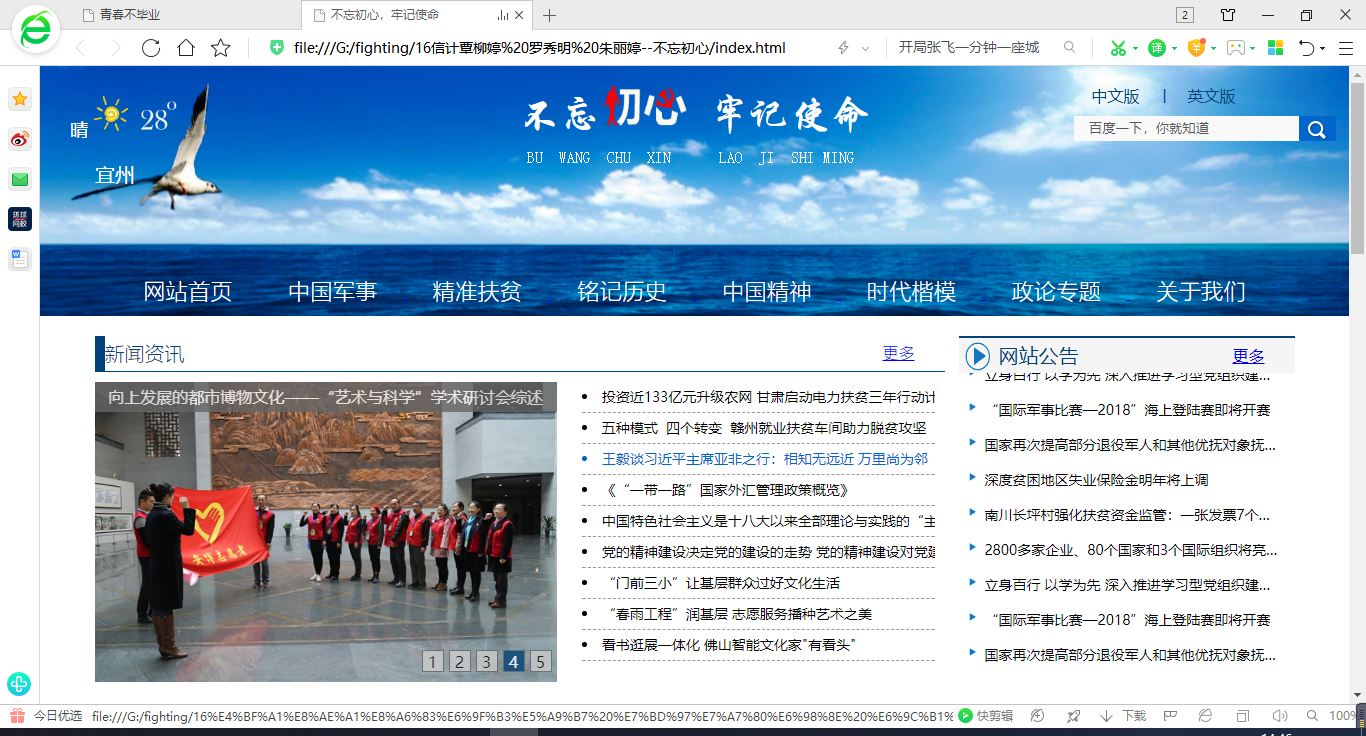 青春不毕业
不忘初心，牢记使命
2
file:///G:/fighting/16信计覃柳婷%20罗秀明%20朱丽婷--不忘初心/index.html
开局张飞一分钟一座城
译
环球网校
晴 28°
宜州
不忘初心 牢记使命
BU WANG CHU XIN LAO JI SHI MING
中文版 | 英文版
百度一下，你就知道
网站首页 中国军事 精准扶贫 铭记历史 中国精神 时代楷模 政论专题 关于我们
新闻资讯 更多
向上发展的都市博物文化——“艺术与科学”学术研讨会综述
1 2 3 4 5
投资近133亿元升级农网 甘肃启动电力扶贫三年行动计
五种模式 四个转变 赣州就业扶贫车间助力脱贫攻坚
王毅谈习近平主席亚非之行：相知无远近 万里尚为邻
《“一带一路”国家外汇管理政策概览》
中国特色社会主义是十八大以来全部理论与实践的“主
党的精神建设决定党的建设的走势 党的精神建设对党建
“门前三小”让基层群众过好文化生活
“春雨工程”润基层 志愿服务播种艺术之美
看书逛展一体化 佛山智能文化家"有看头"
网站公告 更多
立身百行 以学为先 深入推进学习型党组织建...
“国际军事比赛—2018”海上登陆赛即将开赛
国家再次提高部分退役军人和其他优抚对象抚...
深度贫困地区失业保险金明年将上调
南川长坪村强化扶贫资金监管：一张发票7个...
2800多家企业、80个国家和3个国际组织将亮...
立身百行 以学为先 深入推进学习型党组织建...
“国际军事比赛—2018”海上登陆赛即将开赛
国家再次提高部分退役军人和其他优抚对象抚...
今日优选
file:///G:/fighting/16%E4%BF%A1%E8%AE%A1%E8%A6%83%E6%9F%B3%E5%A9%B7%20%E7%BD%97%E7%A7%80%E6%98%8E%20%E6%9C%B1%
快剪辑
下载
100%